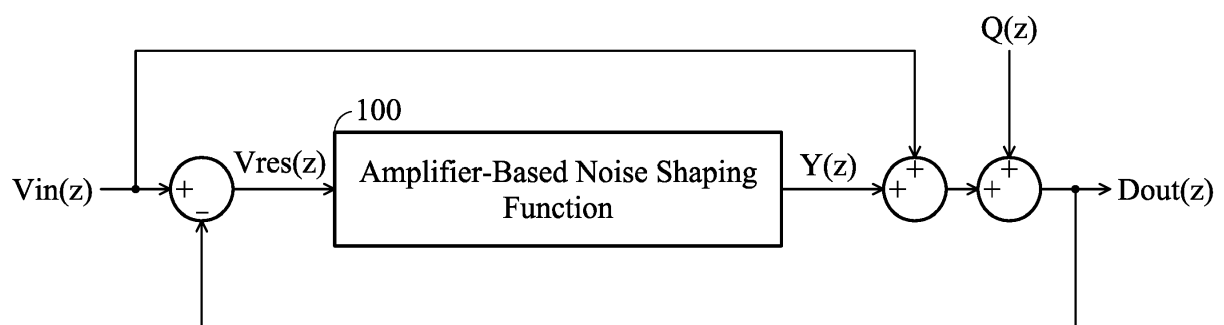 Q(z)
100
Vin(z)
+
−
Vres(z)
Amplifier-Based Noise Shaping
Function
Y(z)
+
+
+
+
Dout(z)